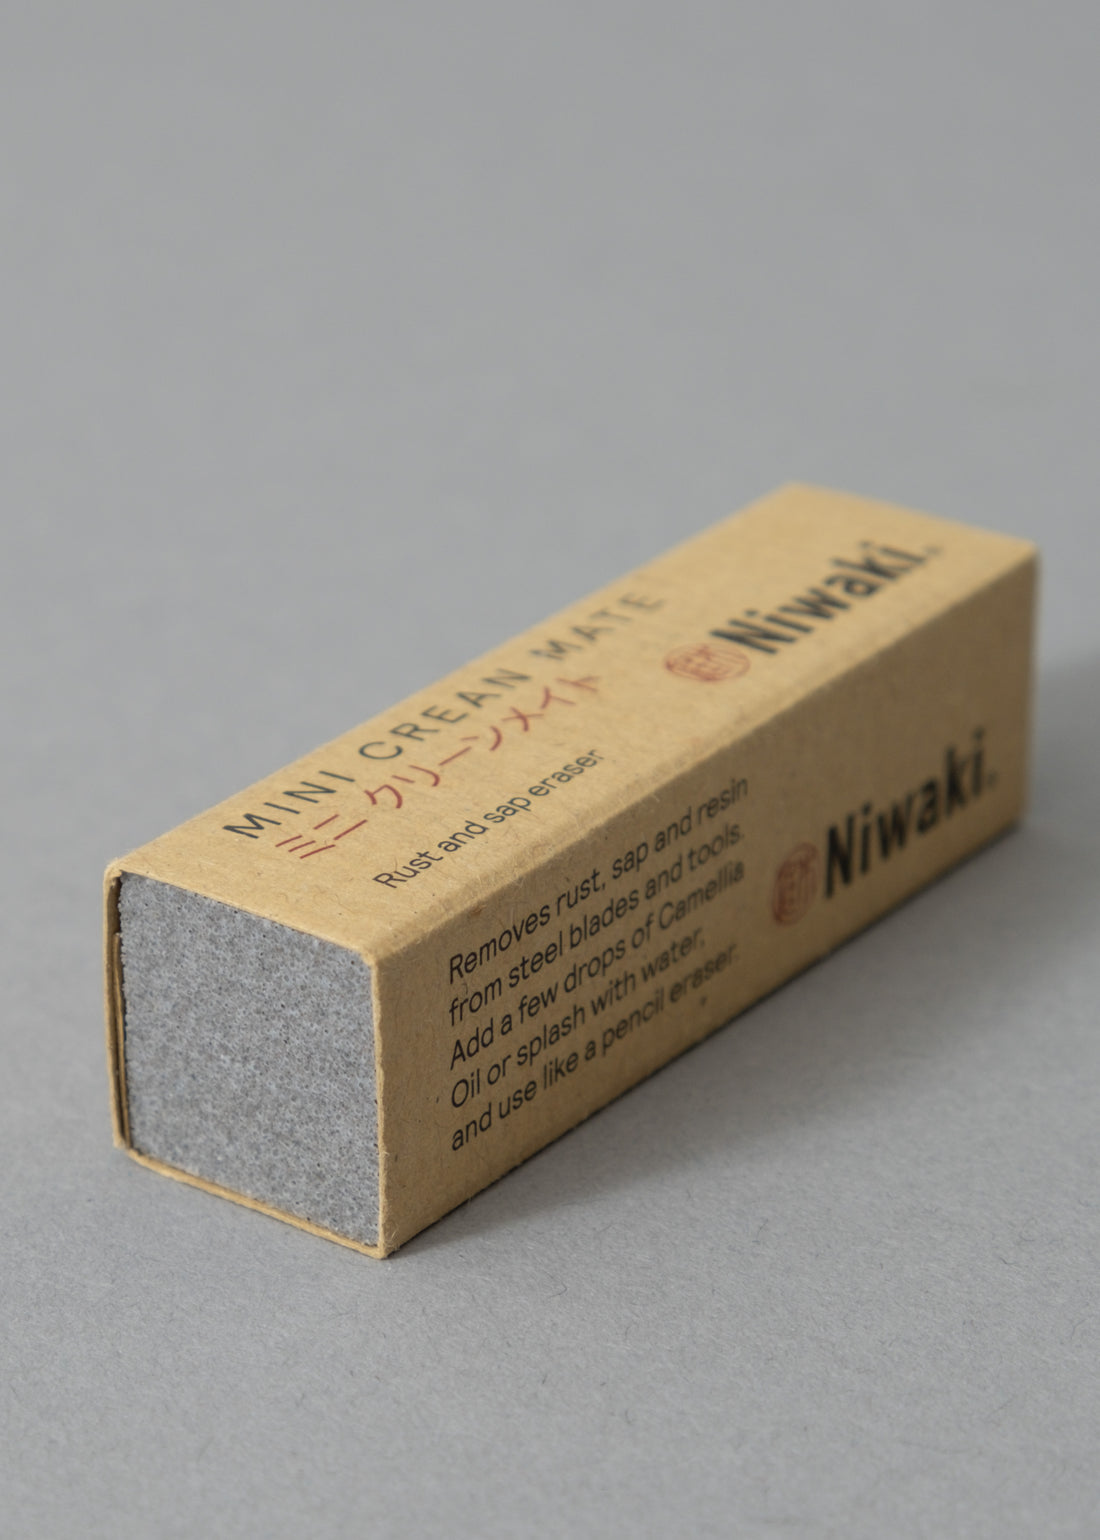 MINI CREAN MATE
ミニ クリーンメイト
Rust and sap eraser
Niwaki
Removes rust, sap and resin
from steel blades and tools.
Add a few drops of Camellia
Oil or splash with water,
and use like a pencil eraser.
Niwaki